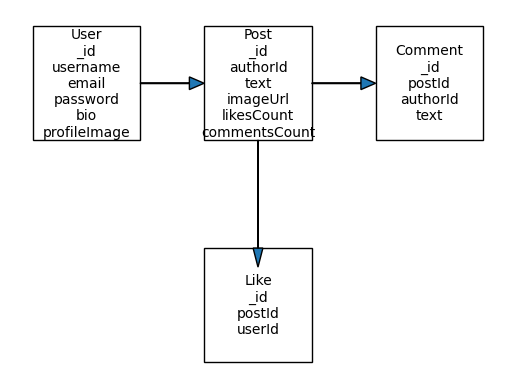 User
_id
username
email
password
bio
profileImage
Post
_id
authorId
text
imageUrl
likesCount
commentsCount
Comment
_id
postId
authorId
text
Like
_id
postId
userId